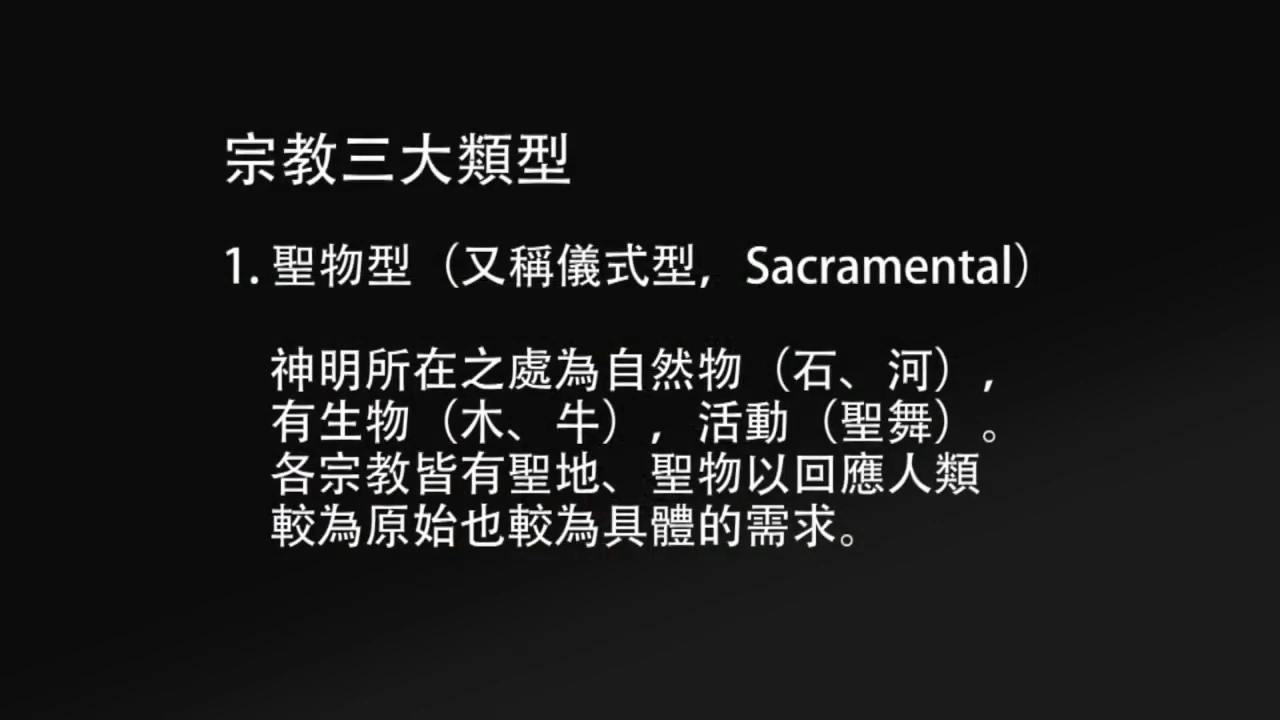 宗教三大類型
1. 聖物型（又稱儀式型，Sacramental）
神明所在之處為自然物（石、河），
有生物（木、牛），活動（聖舞）。
各宗教皆有聖地、聖物以回應人類
較為原始也較為具體的需求。